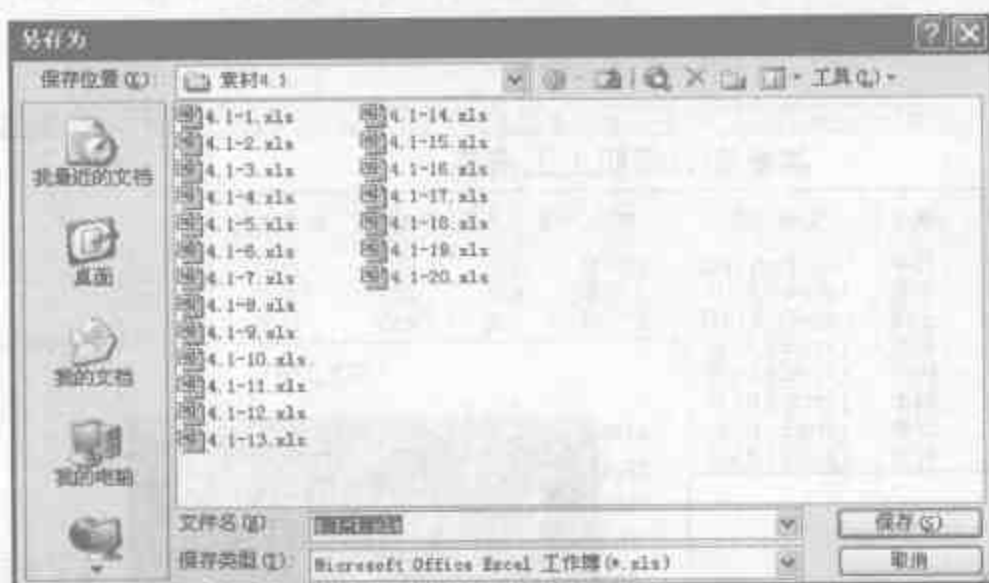 另存为
保存位置(I): 素材4.1 工具(L)
4.1-1.xls
4.1-2.xls
4.1-3.xls
4.1-4.xls
4.1-5.xls
4.1-6.xls
4.1-7.xls
4.1-8.xls
4.1-9.xls
4.1-10.xls
4.1-11.xls
4.1-12.xls
4.1-13.xls
4.1-14.xls
4.1-15.xls
4.1-16.xls
4.1-17.xls
4.1-18.xls
4.1-19.xls
4.1-20.xls
我最近的文档
桌面
我的文档
我的电脑
文件名(N): 保存(S)
保存类型(T): Microsoft Office Excel 工作簿(*.xls) 取消